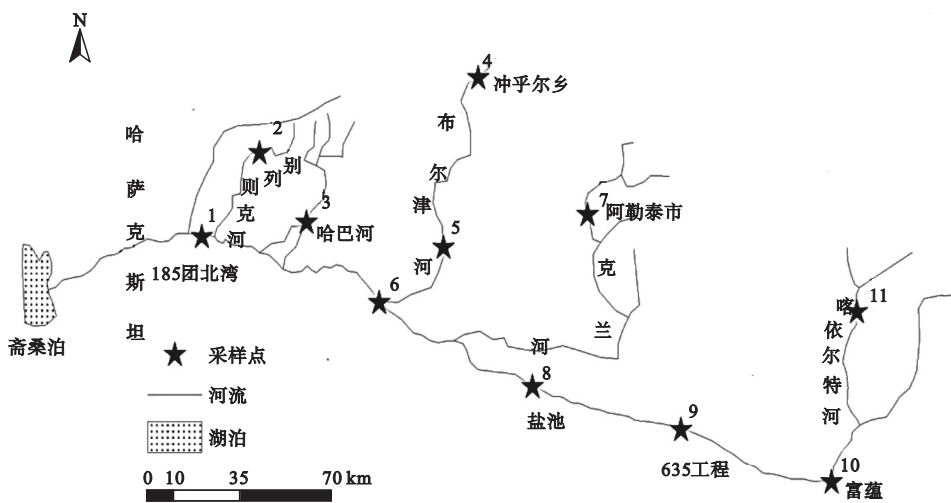 N
4
冲乎尔乡
布尔津河
哈萨克斯坦
2
别列则克河
3
哈巴河
1
185团北湾
7
阿勒泰市
克兰河
5
6
11
喀依尔特河
斋桑泊
采样点
河流
湖泊
8
盐池
9
635工程
10
富蕴
0 10 35 70 km